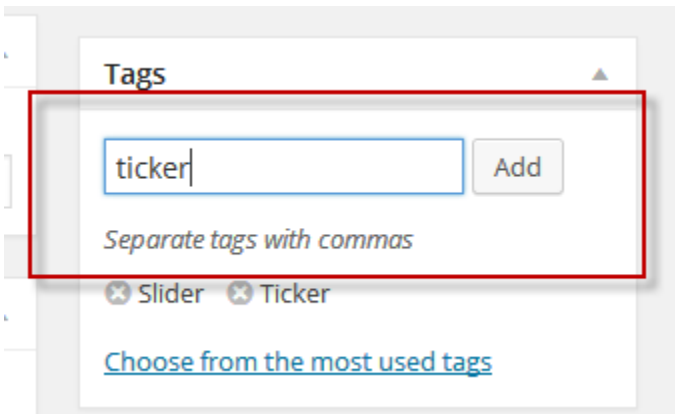 Tags
ticker Add
Separate tags with commas
Slider Ticker
Choose from the most used tags